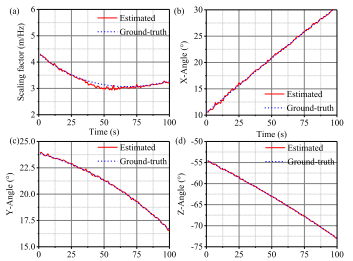 (a)
Estimated
Ground-truth
Scaling factor (m/Hz)
6
5
4
3
2
0 25 50 75 100
Time (s)
(b)
Estimated
Ground-truth
X-Angle (°)
30
25
20
15
10
0 25 50 75 100
Time (s)
(c)
Estimated
Ground-truth
Y-Angle (°)
25.0
22.5
20.0
17.5
15.0
0 25 50 75 100
(d)
Estimated
Ground-truth
Z-Angle (°)
-50
-55
-60
-65
-70
-75
0 25 50 75 100